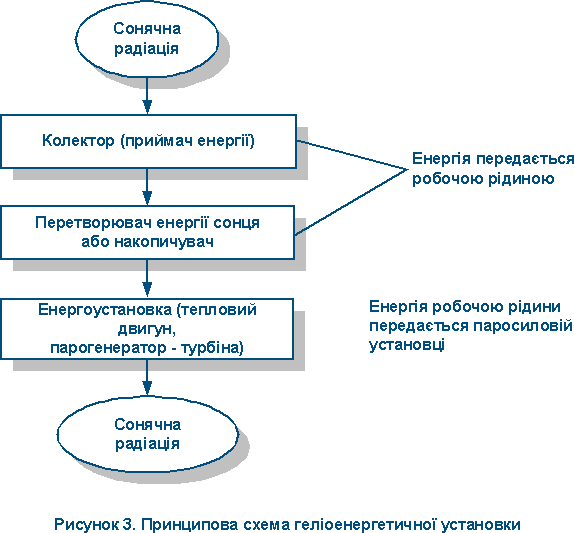 Сонячна
радіація
Колектор (приймач енергії)
Енергія передається
робочою рідиною
Перетворювач енергії сонця
або накопичувач
Енергоустановка (тепловий
двигун,
парогенератор - турбіна)
Енергія робочою рідини
передається паросиловій
установці
Сонячна
радіація
Рисунок 3. Принципова схема геліоенергетичної установки